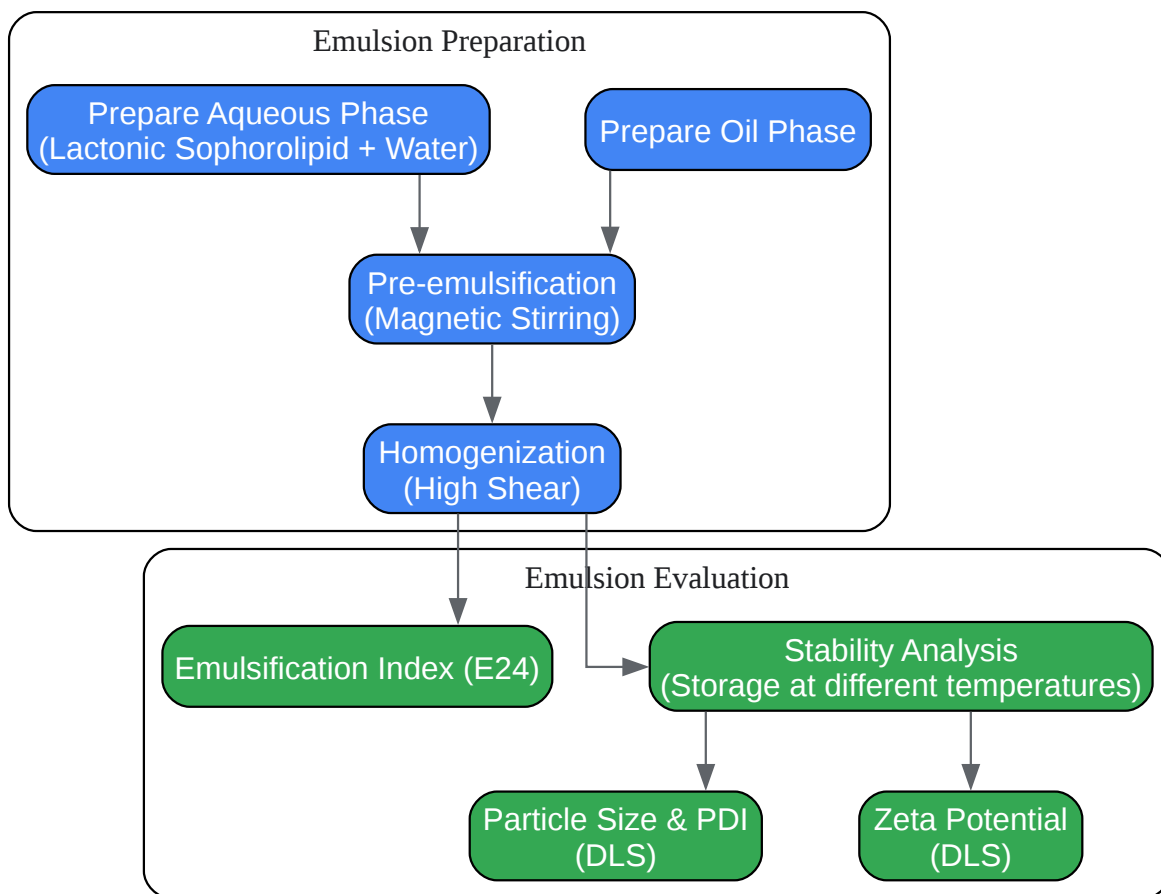 Emulsion Preparation
Prepare Aqueous Phase
(Lactonic Sophorolipid + Water)
Prepare Oil Phase
Pre-emulsification
(Magnetic Stirring)
Homogenization
(High Shear)
Emulsion Evaluation
Emulsification Index (E24)
Stability Analysis
(Storage at different temperatures)
Particle Size & PDI
(DLS)
Zeta Potential
(DLS)